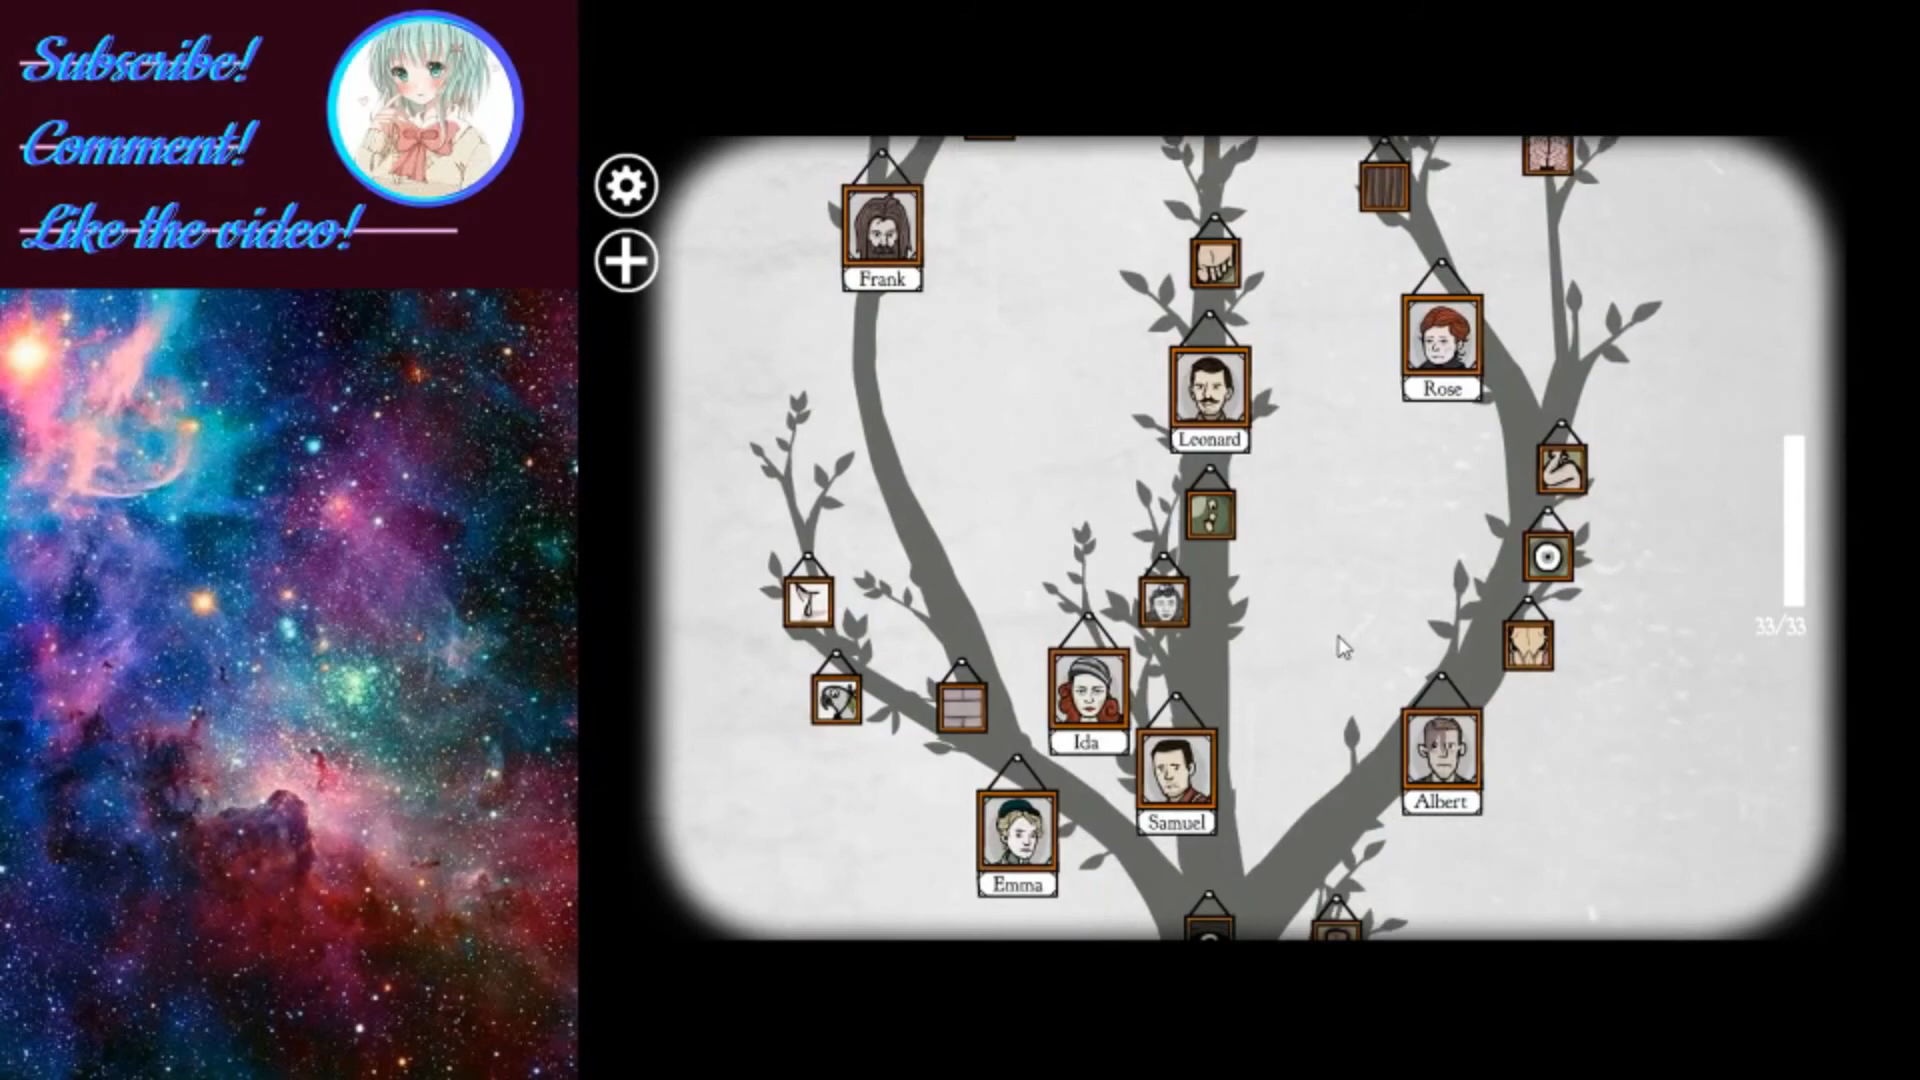 Subscribe!
Comment!
Like the video!
Frank
Leonard
Rose
33/33
Ida
Albert
Samuel
Emma